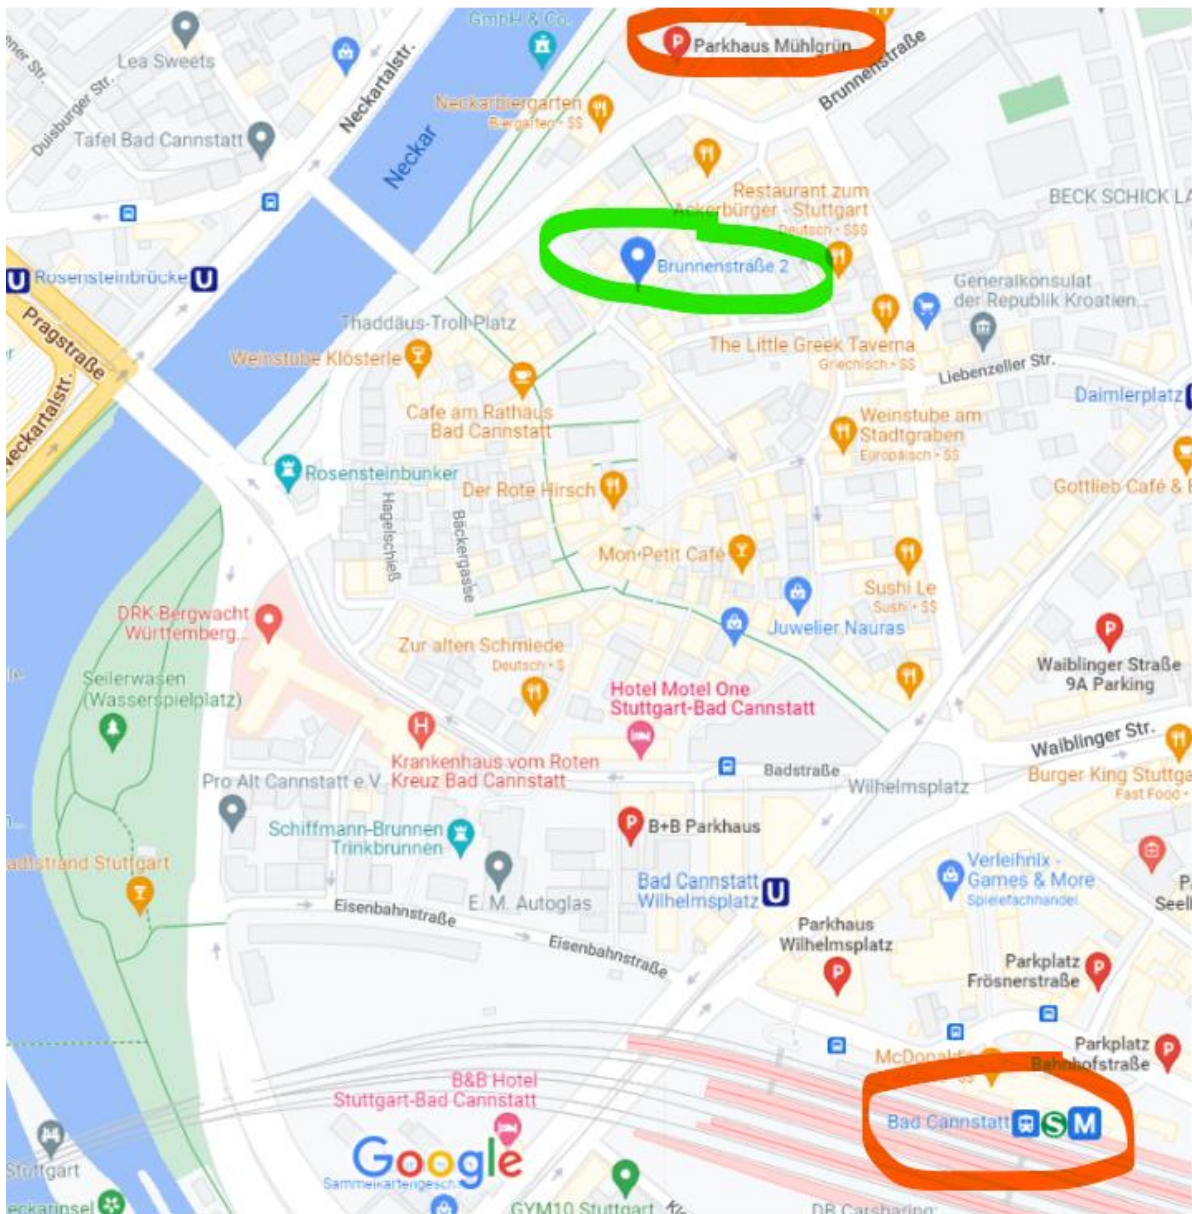 GmbH & Co.
Parkhaus Mühlgrün
Lea Sweets
Neckartalstr.
Duisburger Str.
Brunnenstraße
Neckarbiergarten
Biergarten • $$
Tafel Bad Cannstatt
Neckar
Restaurant zum
Ackerbürger - Stuttgart
Deutsch • $$$
BECK SCHICK
Brunnenstraße 2
U Rosensteinbrücke U
Generalkonsulat
der Republik Kroatien...
Pragstraße
Thaddäus-Troll-Platz
Weinstube Klösterle
The Little Greek Taverna
Griechisch • $$
Liebenzeller Str.
Neckartalstr.
Cafe am Rathaus
Bad Cannstatt
Daimlerplatz
Weinstube am
Stadtgraben
Europäisch • $$
Rosensteinbunker
Der Rote Hirsch
Gottlieb Café &
Hagelschieß
Bäckergasse
Mon Petit Café
Sushi Le
Sushi • $$
DRK-Bergwacht
Württemberg...
Juwelier Nauras
Zur alten Schmiede
Deutsch • $
P
Waiblinger Straße
9A Parking
Seilerwasen
(Wasserspielplatz)
Hotel Motel One
Stuttgart-Bad Cannstatt
H
Krankenhaus vom Roten
Kreuz Bad Cannstatt
Waiblinger Str.
Badstraße
Wilhelmsplatz
Burger King
Fast Food •
Pro Alt Cannstatt e.V.
P B+B Parkhaus
Schiffmann-Brunnen
Trinkbrunnen
Stuttgart
E. M. Autoglas
Bad Cannstatt
Wilhelmsplatz U
Verleihnix -
Games & More
Spielefachhandel
Eisenbahnstraße
Eisenbahnstraße
Parkhaus
Wilhelmsplatz
P
Parkplatz
Frösnerstraße
P
McDonald's
Parkplatz
Bahnhofstraße
P
B&B Hotel
Stuttgart-Bad Cannstatt
Bad Cannstatt S M
Google
Stuttgart
GYM10 Stuttgart
DB Carsharing: